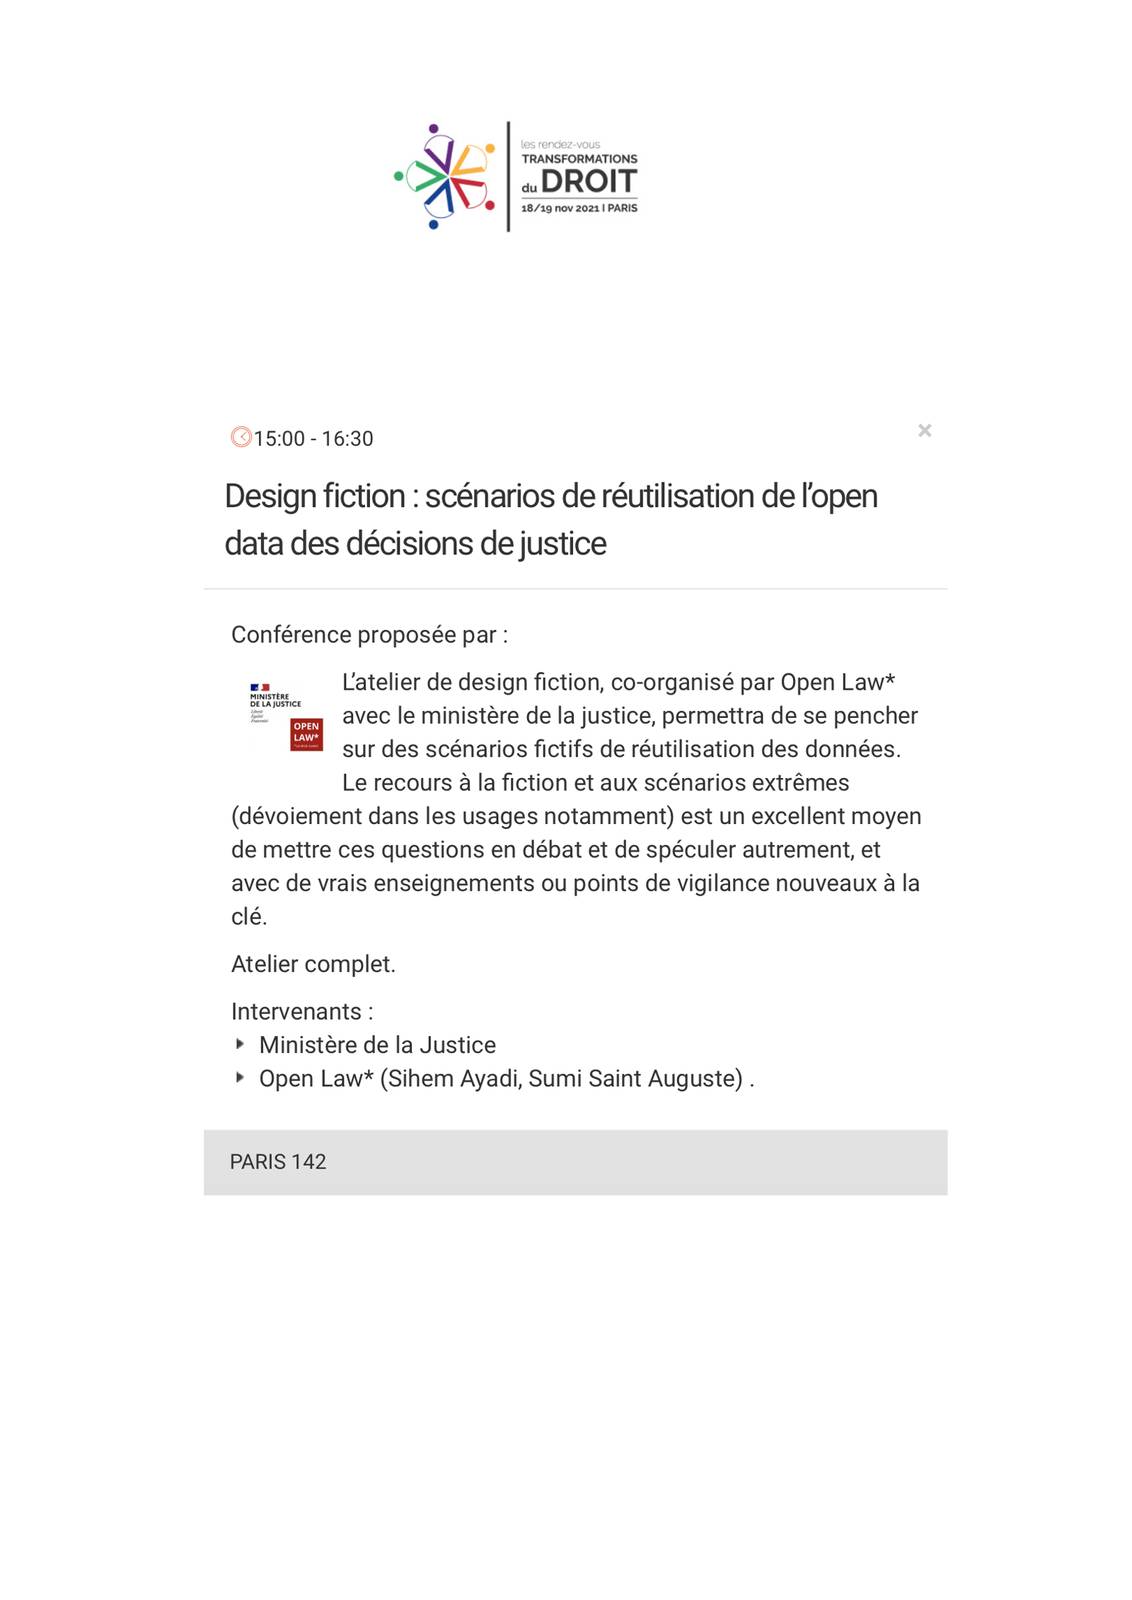 les rendez-vous
TRANSFORMATIONS
du DROIT
18/19 nov 2021 I PARIS
15:00 - 16:30
×
Design fiction : scénarios de réutilisation de l’open
data des décisions de justice
Conférence proposée par :
MINISTÈRE
DE LA JUSTICE
Liberté
Égalité
Fraternité
OPEN
LAW*
L’atelier de design fiction, co-organisé par Open Law*
avec le ministère de la justice, permettra de se pencher
sur des scénarios fictifs de réutilisation des données.
Le recours à la fiction et aux scénarios extrêmes
(dévoiement dans les usages notamment) est un excellent moyen
de mettre ces questions en débat et de spéculer autrement, et
avec de vrais enseignements ou points de vigilance nouveaux à la
clé.
Atelier complet.
Intervenants :
Ministère de la Justice
Open Law* (Sihem Ayadi, Sumi Saint Auguste) .
PARIS 142